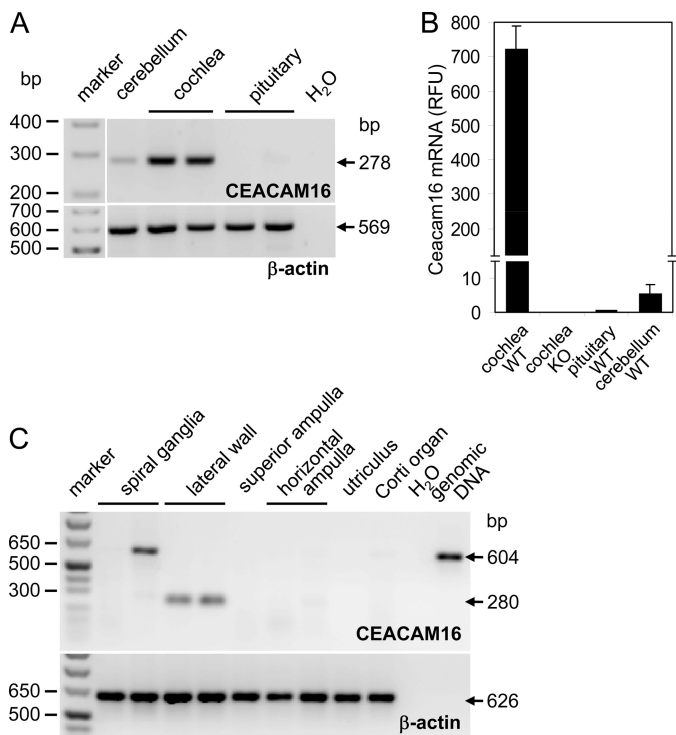 A
bp
marker
cerebellum
cochlea
pituitary
H2O
400
300
200
bp
278
CEACAM16
700
600
500
569
β-actin
B
Ceacam16 mRNA (RFU)
800
700
600
500
400
300
200
10
0
cochlea WT
cochlea KO
pituitary WT
cerebellum WT
C
marker
spiral ganglia
lateral wall
superior ampulla
horizontal ampulla
utriculus
Corti organ
H2O
genomic DNA
650
500
300
bp
604
280
CEACAM16
650
500
626
β-actin